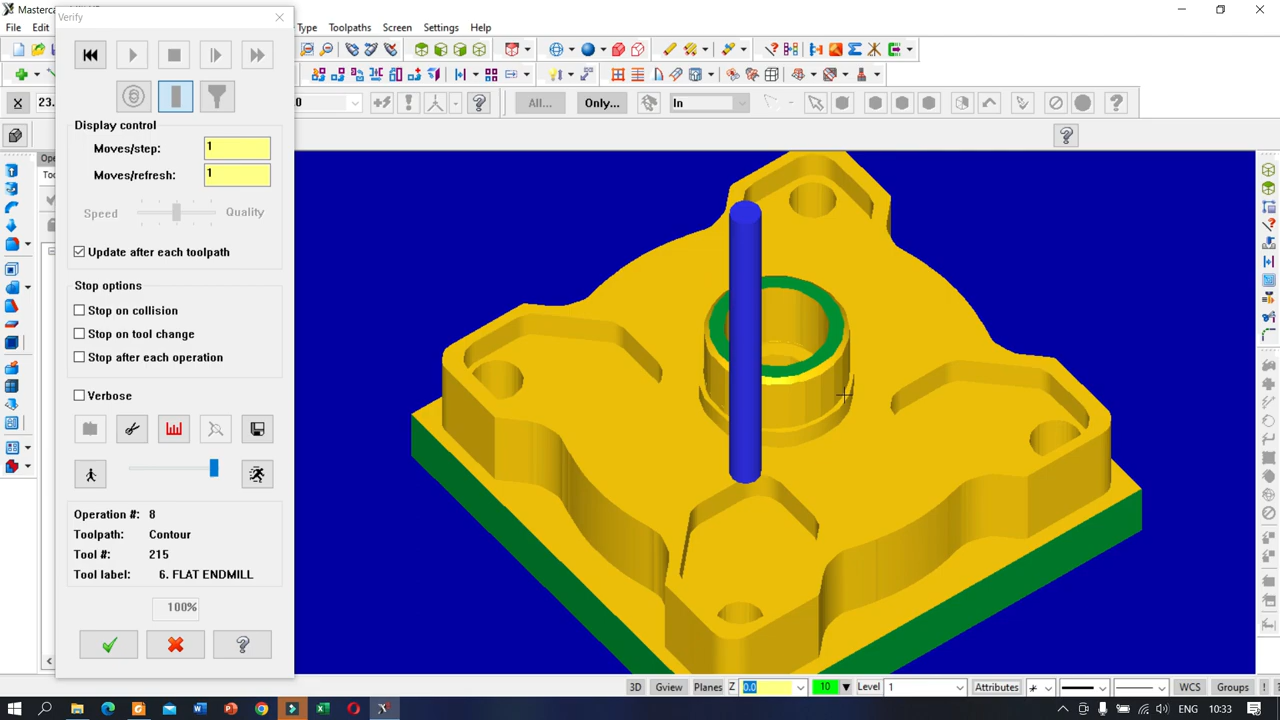 Mastercam
Verify
File
Edit
Type
Toolpaths
Screen
Settings
Help
23.
0
All...
Only...
In
Display control
Moves/step:
1
Moves/refresh:
1
Speed
Quality
Update after each toolpath
Stop options
Stop on collision
Stop on tool change
Stop after each operation
Verbose
Operation #: 8
Toolpath: Contour
Tool #: 215
Tool label: 6. FLAT ENDMILL
100%
3D
Gview
Planes
Z
0.0
10
Level
1
Attributes
WCS
Groups
ENG
10:33